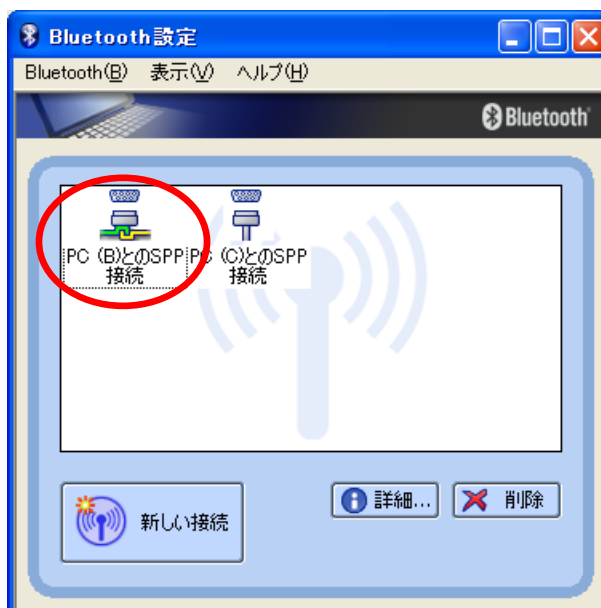 Bluetooth設定
Bluetooth(B) 表示(V) ヘルプ(H)
Bluetooth
PC (B)とのSPP
接続
PC (C)とのSPP
接続
新しい接続
詳細...
削除